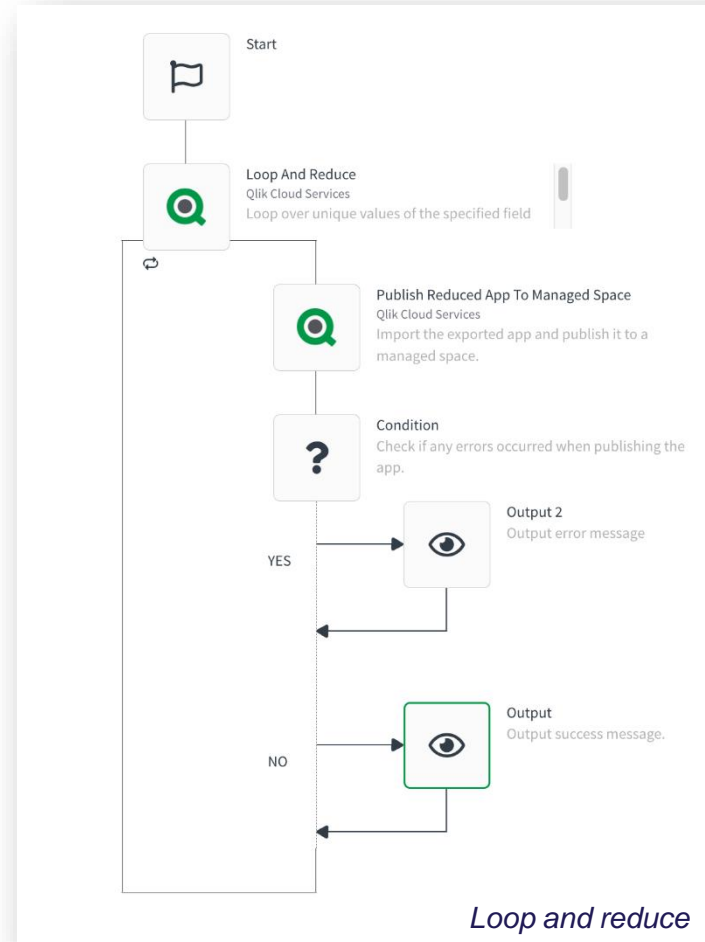 Start
Loop And Reduce
Qlik Cloud Services
Loop over unique values of the specified field
Publish Reduced App To Managed Space
Qlik Cloud Services
Import the exported app and publish it to a
managed space.
?
Condition
Check if any errors occurred when publishing the
app.
Output 2
Output error message
YES
Output
Output success message.
NO
Loop and reduce